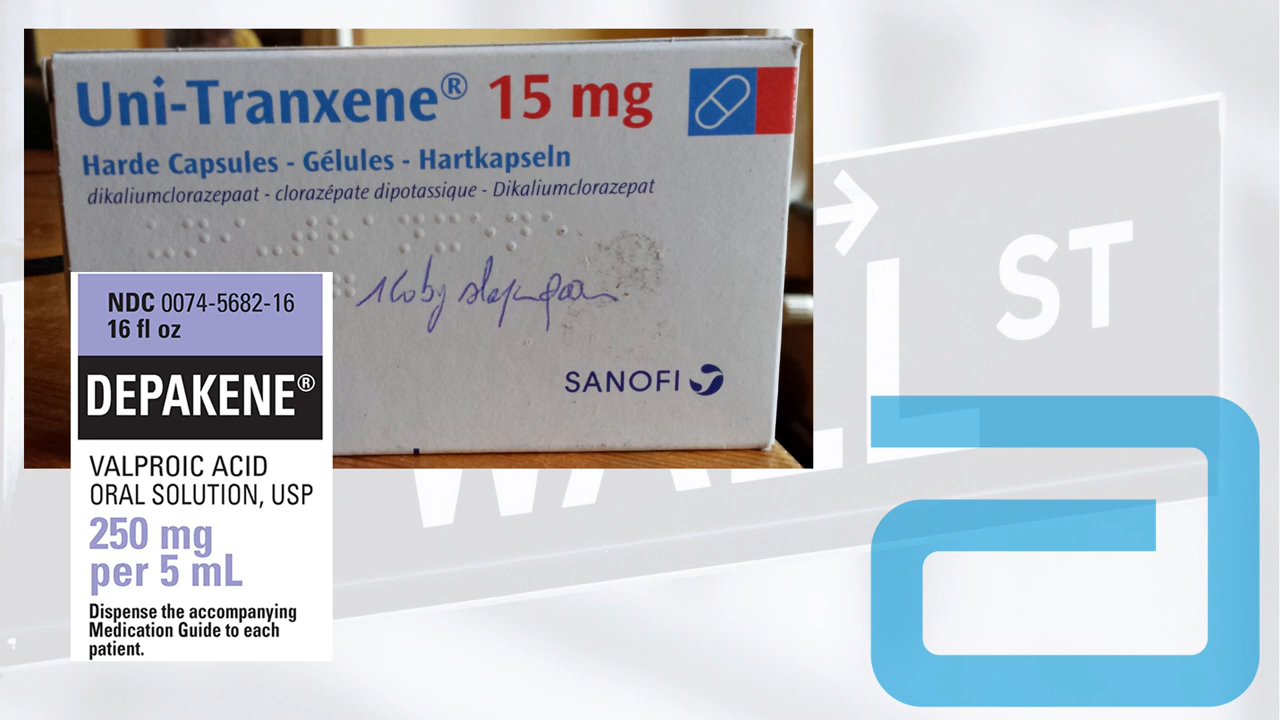 Uni-Tranxene® 15 mg
Harde Capsules - Gélules - Hartkapseln
dikaliumclorazepaat - clorazépate dipotassique - Dikaliumclorazepat
SANOFI
NDC 0074-5682-16
16 fl oz
DEPAKENE®
VALPROIC ACID
ORAL SOLUTION, USP
250 mg
per 5 mL
Dispense the accompanying
Medication Guide to each
patient.
WALL ST